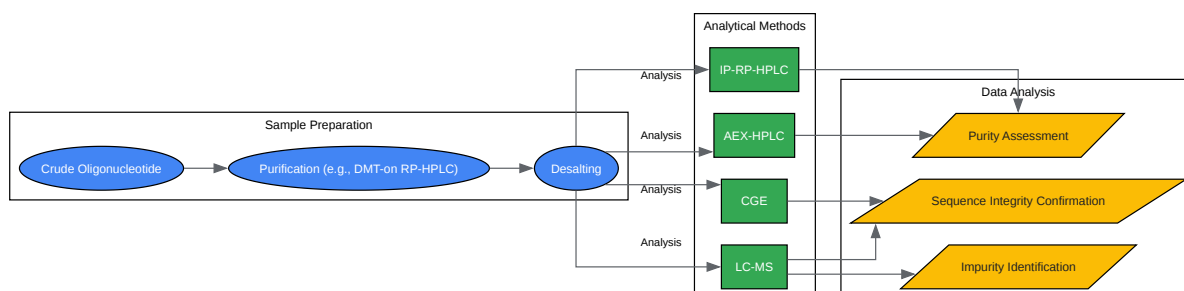 Sample Preparation
Crude Oligonucleotide
Purification (e.g., DMT-on RP-HPLC)
Desalting
Analysis
Analysis
Analysis
Analysis
Analytical Methods
IP-RP-HPLC
AEX-HPLC
CGE
LC-MS
Data Analysis
Purity Assessment
Sequence Integrity Confirmation
Impurity Identification